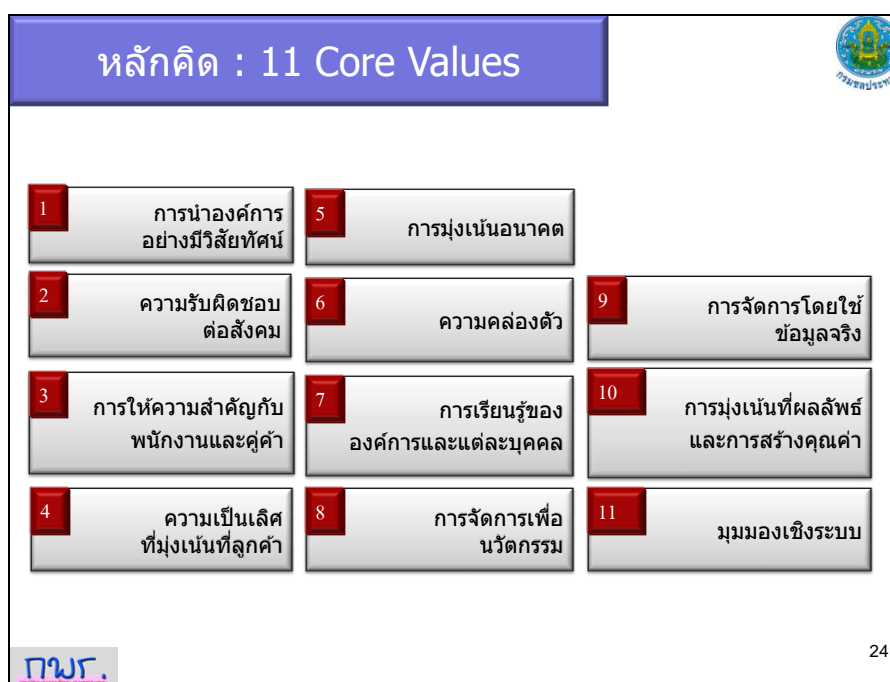 หลักคิด : 11 Core Values
1
การนำองค์การ
อย่างมีวิสัยทัศน์
2
ความรับผิดชอบ
ต่อสังคม
3
การให้ความสำคัญกับ
พนักงานและคู่ค้า
4
ความเป็นเลิศ
ที่มุ่งเน้นที่ลูกค้า
5
การมุ่งเน้นอนาคต
6
ความคล่องตัว
7
การเรียนรู้ของ
องค์การและแต่ละบุคคล
8
การจัดการเพื่อ
นวัตกรรม
9
การจัดการโดยใช้
ข้อมูลจริง
10
การมุ่งเน้นที่ผลลัพธ์
และการสร้างคุณค่า
11
มุมมองเชิงระบบ
กพร.
24